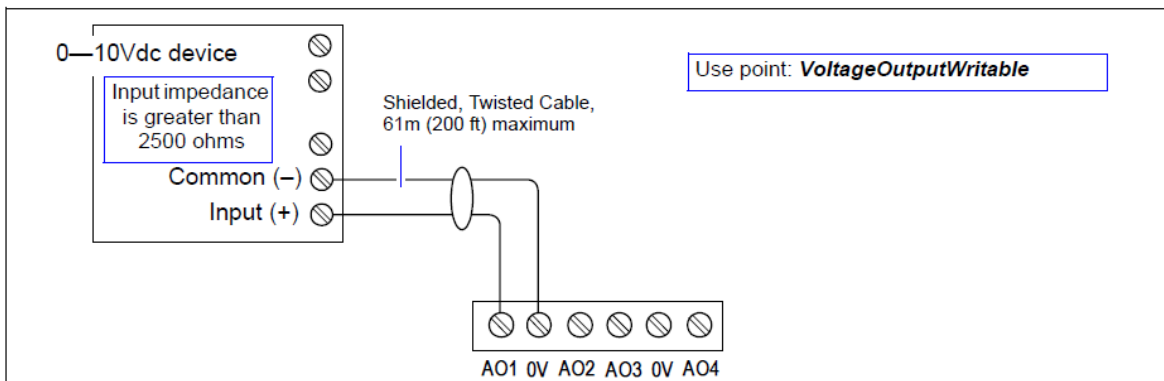 0—10Vdc device
Input impedance
is greater than
2500 ohms
Common (–)
Input (+)
Shielded, Twisted Cable,
61m (200 ft) maximum
Use point: VoltageOutputWritable
AO1 0V AO2 AO3 0V AO4